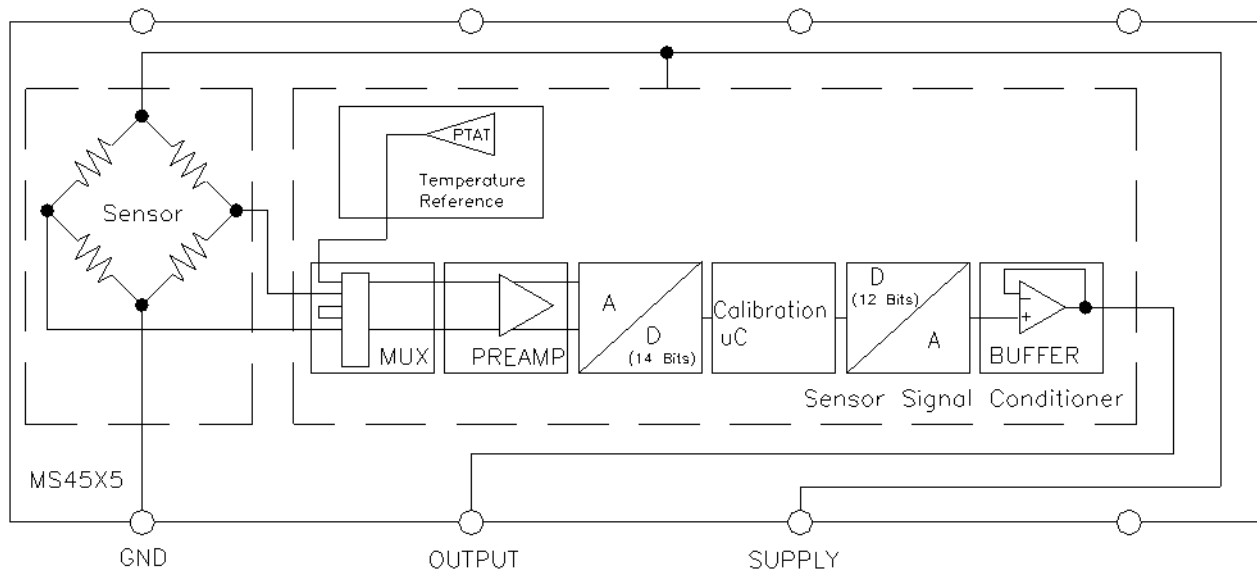 PTAT
Temperature
Reference
Sensor
A
D
(14 Bits)
Calibration
uC
D
(12 Bits)
A
−
+
MUX
PREAMP
BUFFER
Sensor Signal Conditioner
MS45X5
GND
OUTPUT
SUPPLY